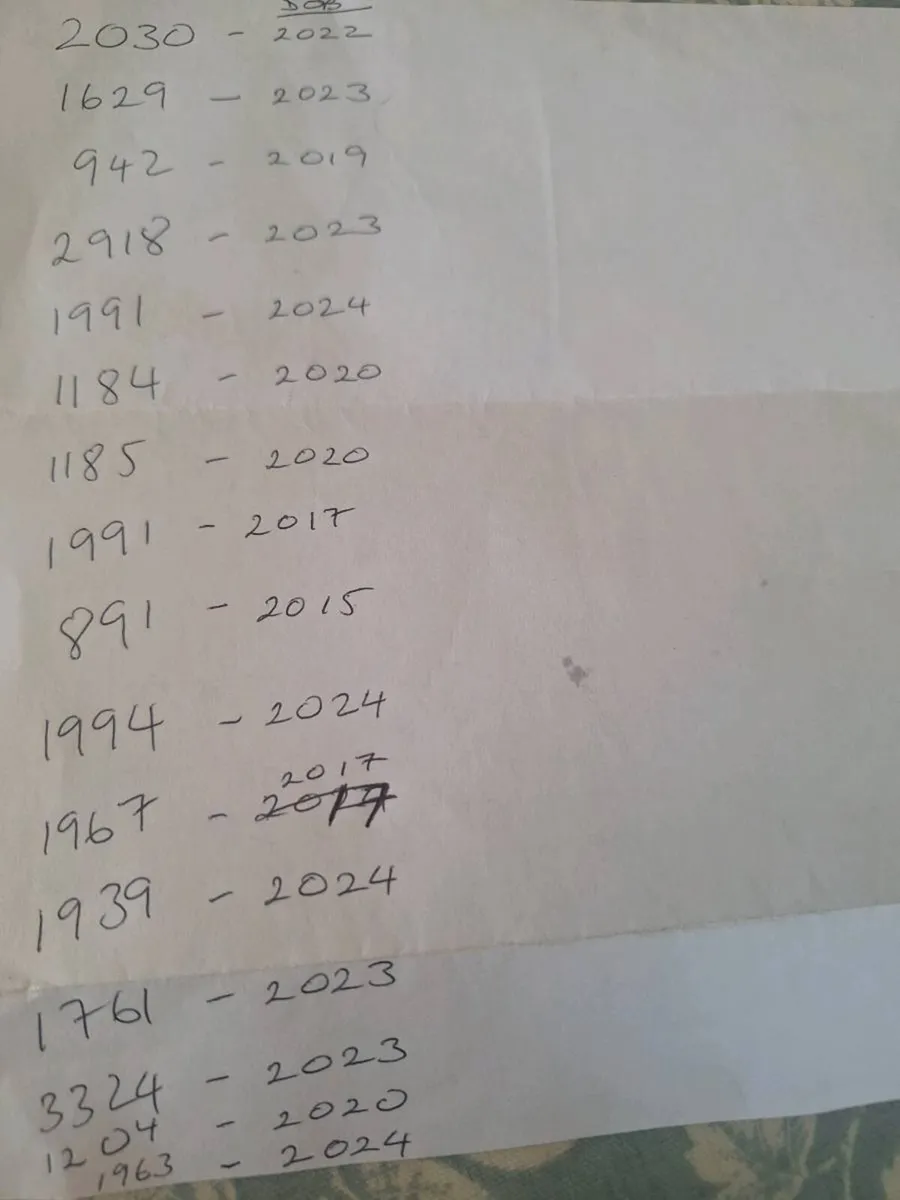 DOB
2030 - 2022
1629 - 2023
942 - 2019
2918 - 2023
1991 - 2024
1184 - 2020
1185 - 2020
1991 - 2017
891 - 2015
1994 - 2024
2017
1967 - 2017
1939 - 2024
1761 - 2023
3324 - 2023
1204 - 2020
1963 - 2024